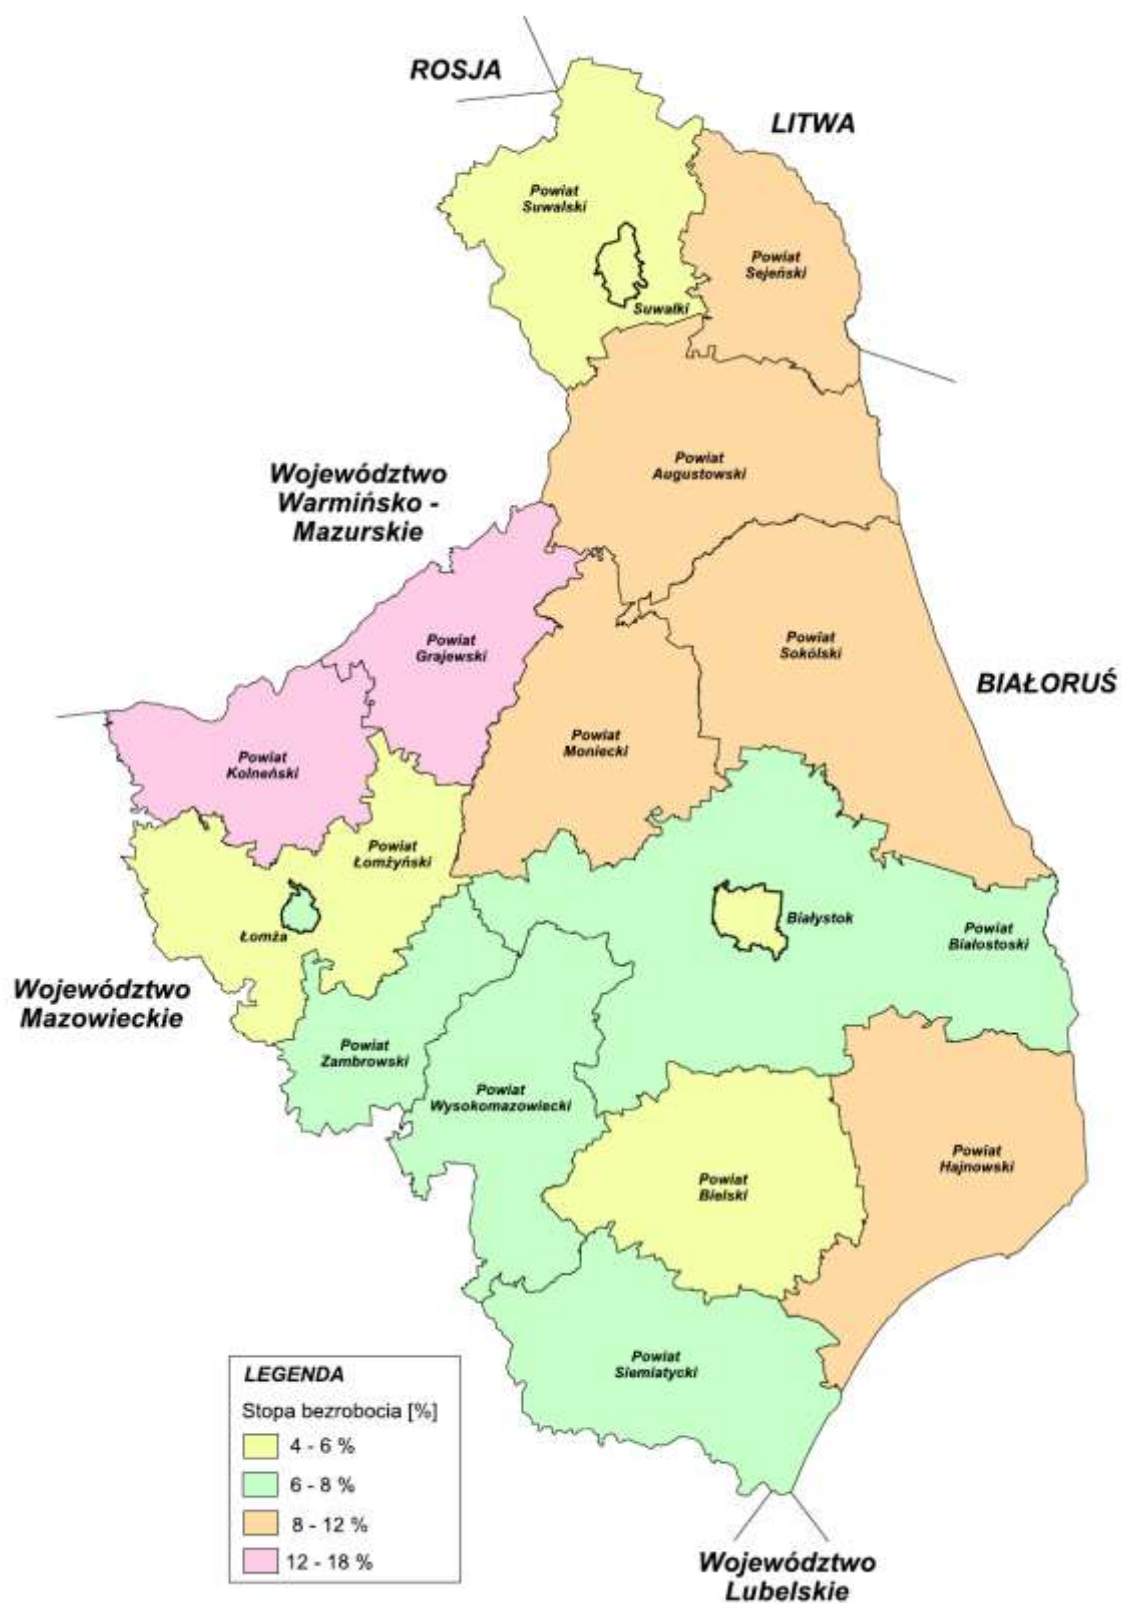 ROSJA
LITWA
Powiat
Suwalski
Powiat
Sejeński
Suwałki
Powiat
Augustowski
Województwo
Warmińsko -
Mazurskie
Powiat
Grajewski
Powiat
Sokólski
BIAŁORUŚ
Powiat
Moniecki
Powiat
Kolneński
Powiat
Łomżyński
Łomża
Białystok
Powiat
Białostoski
Województwo
Mazowieckie
Powiat
Zambrowski
Powiat
Wysokomazowiecki
Powiat
Hajnowski
Powiat
Bielski
Powiat
Siemiatycki
LEGENDA
Stopa bezrobocia [%]
4 - 6 %
6 - 8 %
8 - 12 %
12 - 18 %
Województwo
Lubelskie